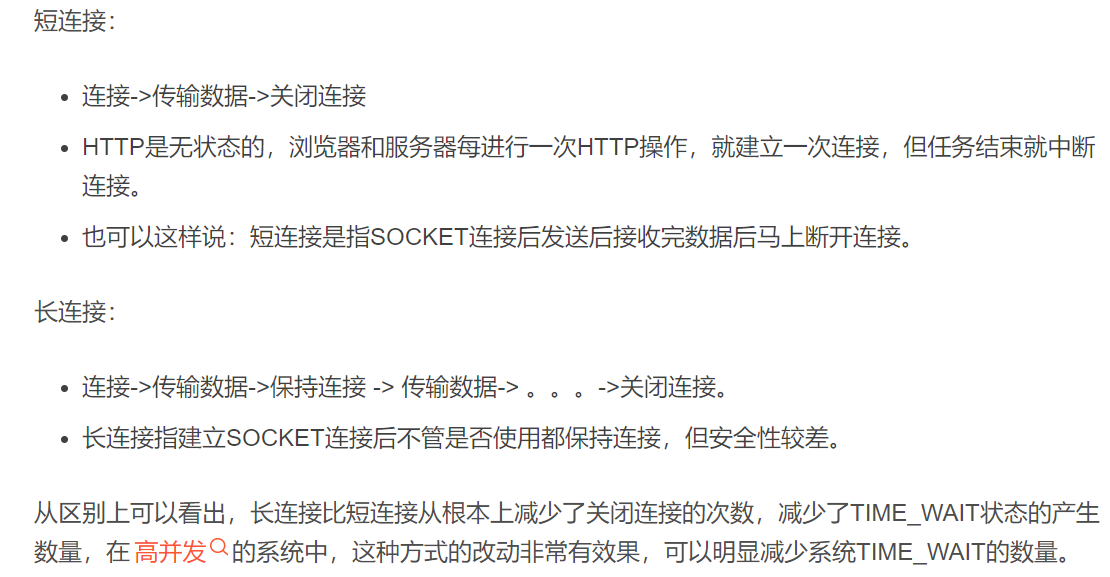 短连接：
连接->传输数据->关闭连接
HTTP是无状态的，浏览器和服务器每进行一次HTTP操作，就建立一次连接，但任务结束就中断
连接。
也可以这样说：短连接是指SOCKET连接后发送后接收完数据后马上断开连接。
长连接：
连接->传输数据->保持连接 -> 传输数据-> 。。。->关闭连接。
长连接指建立SOCKET连接后不管是否使用都保持连接，但安全性较差。
从区别上可以看出，长连接比短连接从根本上减少了关闭连接的次数，减少了TIME_WAIT状态的产生
数量，在 高并发 的系统中，这种方式的改动非常有效果，可以明显减少系统TIME_WAIT的数量。